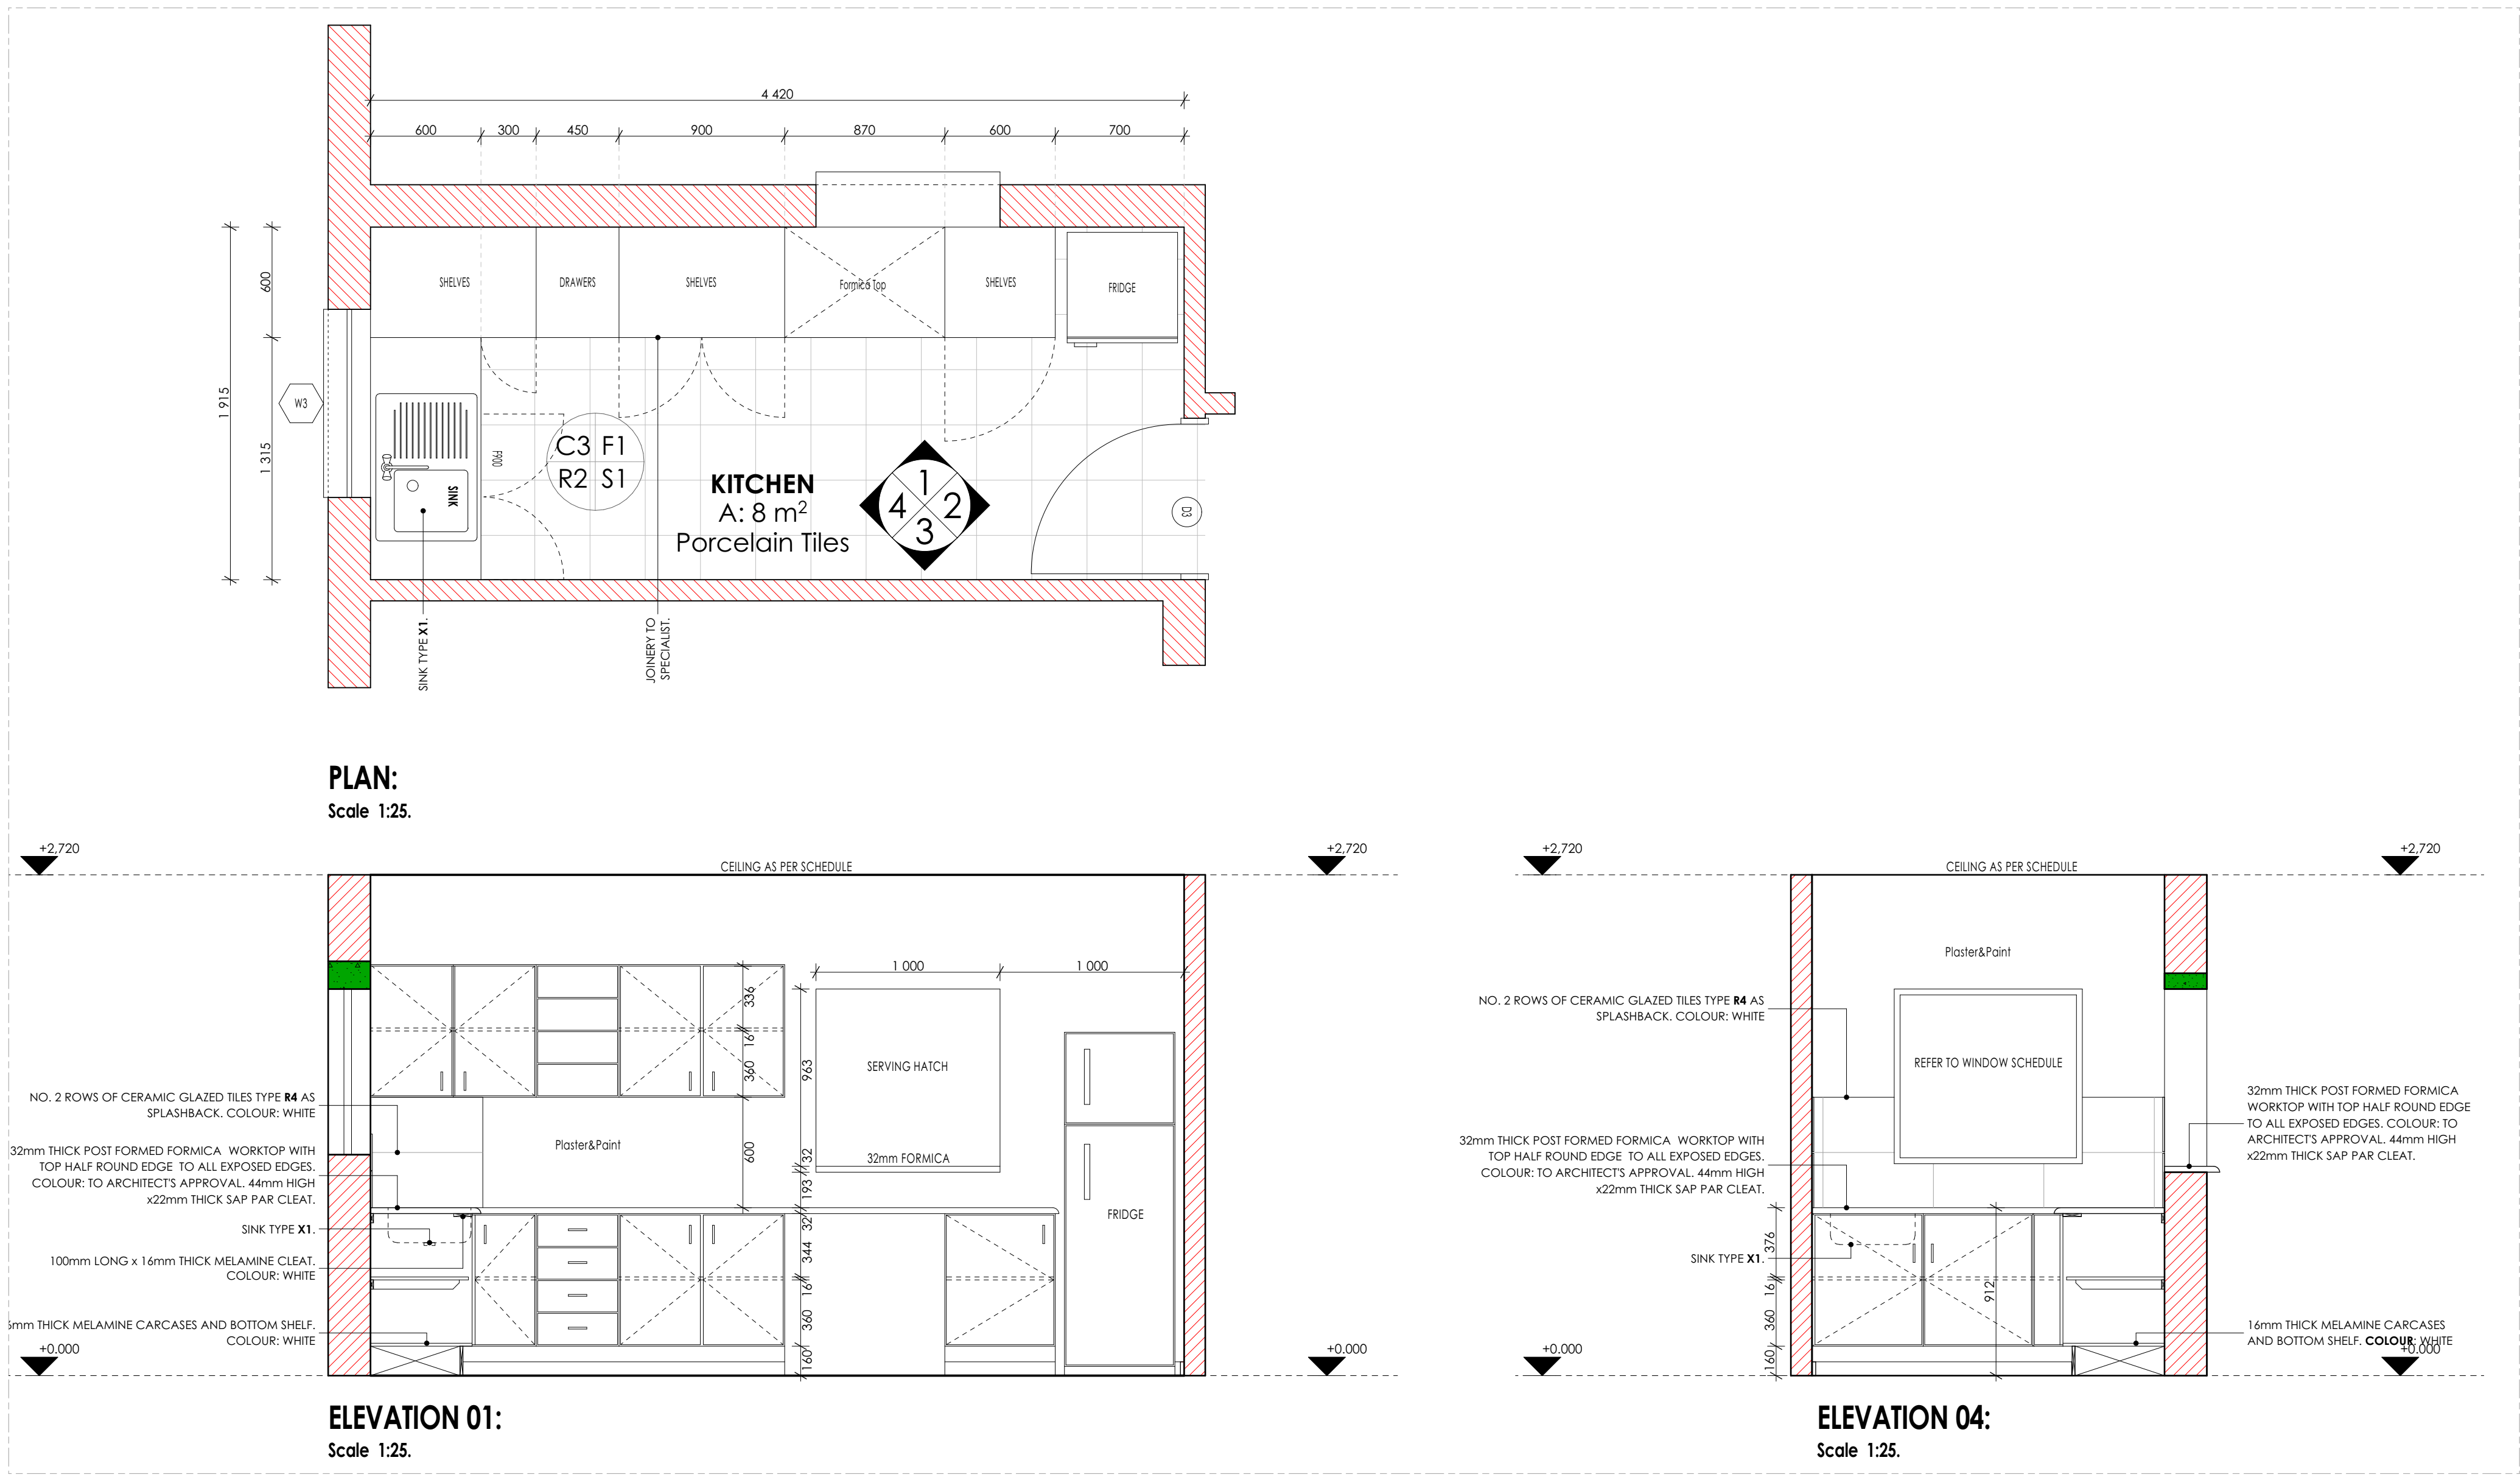 4 420
600 300 450 900 870 600 700
SHELVES DRAWERS SHELVES Formica Top SHELVES FRIDGE
600
1 915
1 315
W3
SINK
F900
C3 F1
R2 S1
KITCHEN
A: 8 m²
Porcelain Tiles
1
4 2
3
D3
SINK TYPE X1.
JOINERY TO
SPECIALIST.
PLAN:
Scale 1:25.
+2,720
+2,720
CEILING AS PER SCHEDULE
1 000
1 000
336
16
360
600
963
32
193
32
344
16
360
160
SERVING HATCH
32mm FORMICA
Plaster&Paint
FRIDGE
NO. 2 ROWS OF CERAMIC GLAZED TILES TYPE R4 AS
SPLASHBACK. COLOUR: WHITE
32mm THICK POST FORMED FORMICA WORKTOP WITH
TOP HALF ROUND EDGE TO ALL EXPOSED EDGES.
COLOUR: TO ARCHITECT'S APPROVAL. 44mm HIGH
x22mm THICK SAP PAR CLEAT.
SINK TYPE X1.
100mm LONG x 16mm THICK MELAMINE CLEAT.
COLOUR: WHITE
mm THICK MELAMINE CARCASES AND BOTTOM SHELF.
COLOUR: WHITE
+0.000
+0.000
ELEVATION 01:
Scale 1:25.
+2,720
+2,720
CEILING AS PER SCHEDULE
Plaster&Paint
NO. 2 ROWS OF CERAMIC GLAZED TILES TYPE R4 AS
SPLASHBACK. COLOUR: WHITE
REFER TO WINDOW SCHEDULE
32mm THICK POST FORMED FORMICA WORKTOP WITH
TOP HALF ROUND EDGE TO ALL EXPOSED EDGES.
COLOUR: TO ARCHITECT'S APPROVAL. 44mm HIGH
x22mm THICK SAP PAR CLEAT.
SINK TYPE X1.
376
16
360
160
912
32mm THICK POST FORMED FORMICA
WORKTOP WITH TOP HALF ROUND EDGE
TO ALL EXPOSED EDGES. COLOUR: TO
ARCHITECT'S APPROVAL. 44mm HIGH
x22mm THICK SAP PAR CLEAT.
16mm THICK MELAMINE CARCASES
AND BOTTOM SHELF. COLOUR: WHITE
+0.000
+0.000
ELEVATION 04:
Scale 1:25.